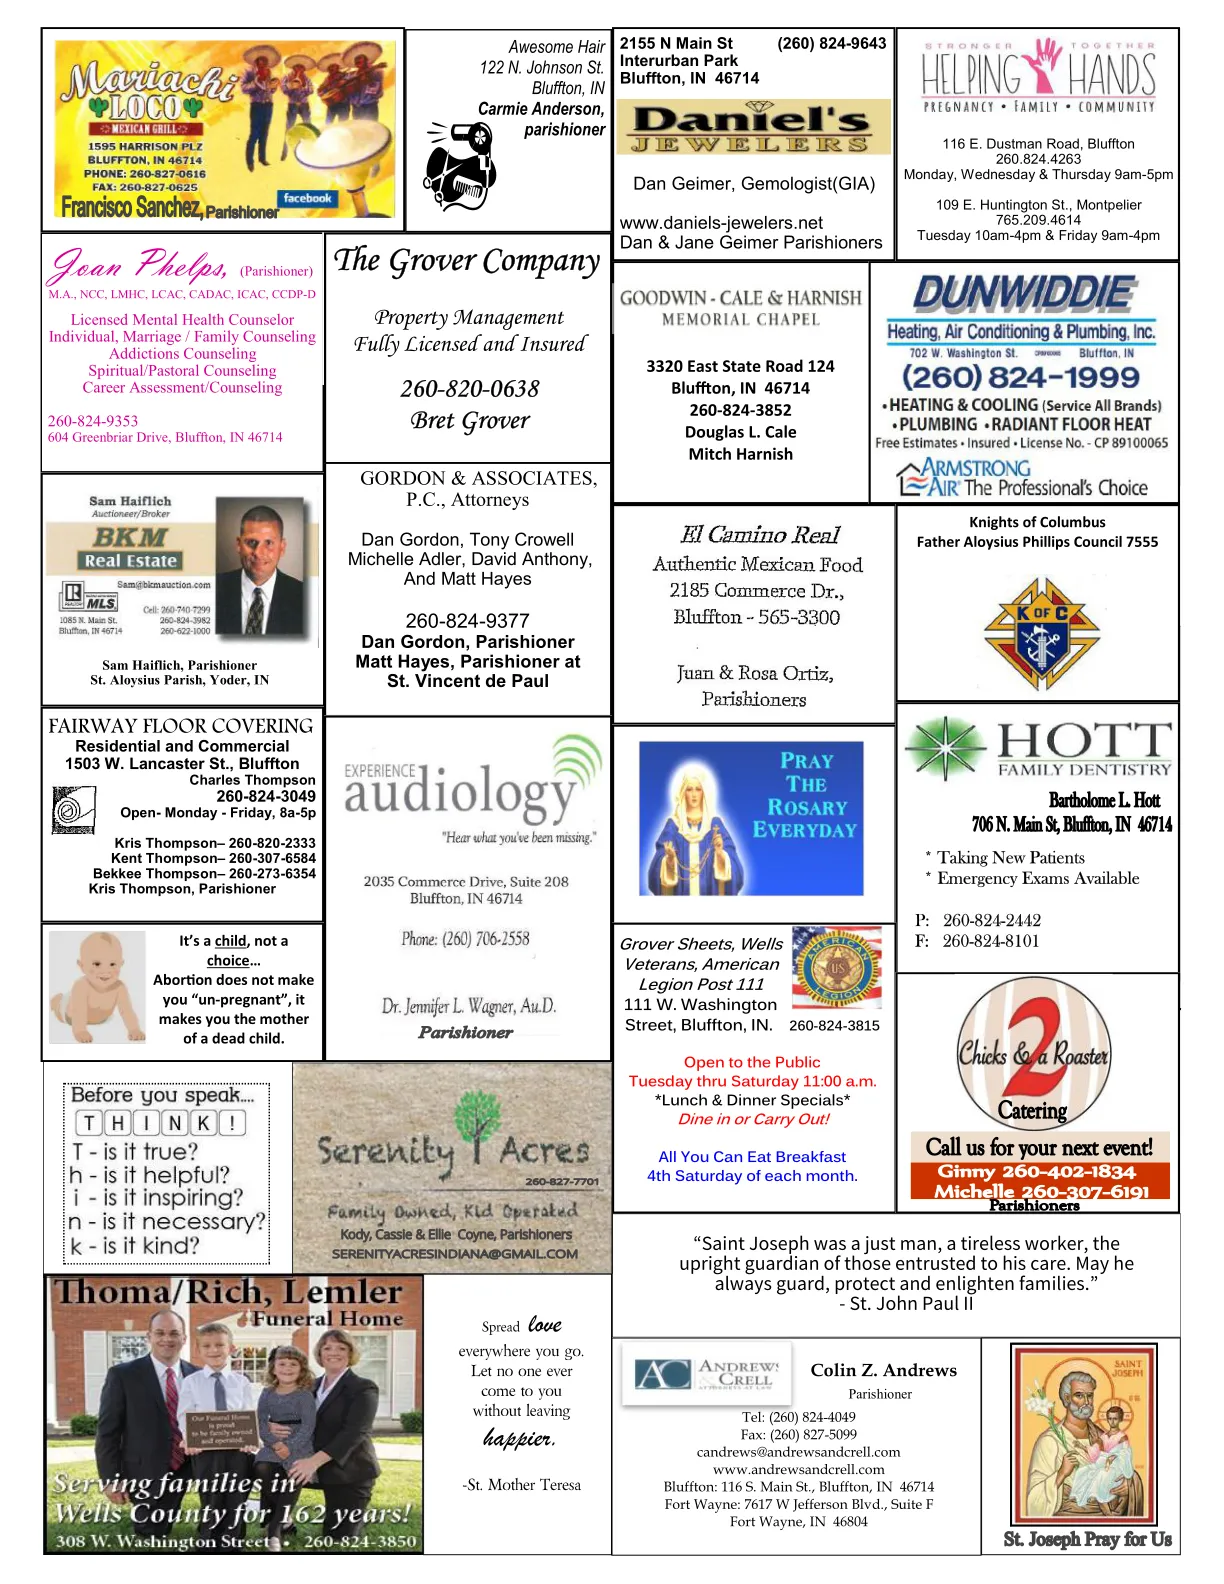 Mariachi
LOCO
MEXICAN GRILL
1595 HARRISON PLZ
BLUFFTON, IN 46714
PHONE: 260-827-0616
FAX: 260-827-0625
facebook
Francisco Sanchez, Parishioner
Awesome Hair
122 N. Johnson St.
Bluffton, IN
Carmie Anderson,
parishioner
2155 N Main St (260) 824-9643
Interurban Park
Bluffton, IN 46714
Daniel's
JEWELERS
Dan Geimer, Gemologist(GIA)
www.daniels-jewelers.net
Dan & Jane Geimer Parishioners
STRONGER TOGETHER
HELPING HANDS
PREGNANCY • FAMILY • COMMUNITY
116 E. Dustman Road, Bluffton
260.824.4263
Monday, Wednesday & Thursday 9am-5pm
109 E. Huntington St., Montpelier
765.209.4614
Tuesday 10am-4pm & Friday 9am-4pm
Joan Phelps, (Parishioner)
M.A., NCC, LMHC, LCAC, CADAC, ICAC, CCDP-D
Licensed Mental Health Counselor
Individual, Marriage / Family Counseling
Addictions Counseling
Spiritual/Pastoral Counseling
Career Assessment/Counseling
260-824-9353
604 Greenbriar Drive, Bluffton, IN 46714
The Grover Company
Property Management
Fully Licensed and Insured
260-820-0638
Bret Grover
GOODWIN - CALE & HARNISH
MEMORIAL CHAPEL
3320 East State Road 124
Bluffton, IN 46714
260-824-3852
Douglas L. Cale
Mitch Harnish
DUNWIDDIE
Heating, Air Conditioning & Plumbing, Inc.
702 W. Washington St. Bluffton, IN
(260) 824-1999
• HEATING & COOLING (Service All Brands)
• PLUMBING • RADIANT FLOOR HEAT
Free Estimates • Insured • License No. - CP 89100065
ARMSTRONG
AIR® The Professional's Choice
Sam Haiflich
Auctioneer/Broker
BKM
Real Estate
Sam@bkmauction.com
REALTOR
MLS
Cell: 260-740-7299
1085 N. Main St. 260-824-3982
Bluffton, IN 46714 260-622-1000
Sam Haiflich, Parishioner
St. Aloysius Parish, Yoder, IN
GORDON & ASSOCIATES,
P.C., Attorneys
Dan Gordon, Tony Crowell
Michelle Adler, David Anthony,
And Matt Hayes
260-824-9377
Dan Gordon, Parishioner
Matt Hayes, Parishioner at
St. Vincent de Paul
El Camino Real
Authentic Mexican Food
2185 Commerce Dr.,
Bluffton - 565-3300
Juan & Rosa Ortiz,
Parishioners
Knights of Columbus
Father Aloysius Phillips Council 7555
K OF C
FAIRWAY FLOOR COVERING
Residential and Commercial
1503 W. Lancaster St., Bluffton
Charles Thompson
260-824-3049
Open- Monday - Friday, 8a-5p
Kris Thompson– 260-820-2333
Kent Thompson– 260-307-6584
Bekkee Thompson– 260-273-6354
Kris Thompson, Parishioner
EXPERIENCE
audiology
"Hear what you've been missing."
2035 Commerce Drive, Suite 208
Bluffton, IN 46714
Phone: (260) 706-2558
Dr. Jennifer L. Wagner, Au.D.
Parishioner
PRAY
THE
ROSARY
EVERYDAY
HOTT
FAMILY DENTISTRY
Bartholome L. Hott
706 N. Main St, Bluffton, IN 46714
* Taking New Patients
* Emergency Exams Available
P: 260-824-2442
F: 260-824-8101
It's a child, not a
choice…
Abortion does not make
you "un-pregnant", it
makes you the mother
of a dead child.
Grover Sheets, Wells
Veterans, American
Legion Post 111
111 W. Washington
Street, Bluffton, IN. 260-824-3815
AMERICAN
US
LEGION
Open to the Public
Tuesday thru Saturday 11:00 a.m.
*Lunch & Dinner Specials*
Dine in or Carry Out!
All You Can Eat Breakfast
4th Saturday of each month.
2
Chicks & a Roaster
Catering
Call us for your next event!
Ginny 260-402-1834
Michelle 260-307-6191
Parishioners
Before you speak....
T H I N K !
T - is it true?
h - is it helpful?
i - is it inspiring?
n - is it necessary?
k - is it kind?
Serenity Acres
260-827-7701
Family Owned, Kid Operated
Kody, Cassie & Ellie Coyne, Parishioners
SERENITYACRESINDIANA@GMAIL.COM
"Saint Joseph was a just man, a tireless worker, the
upright guardian of those entrusted to his care. May he
always guard, protect and enlighten families."
- St. John Paul II
Thoma/Rich, Lemler
Funeral Home
Our Funeral Home
is proud
to be family owned
and operated.
Serving families in
Wells County for 162 years!
308 W. Washington Street • 260-824-3850
Spread love
everywhere you go.
Let no one ever
come to you
without leaving
happier.
-St. Mother Teresa
AC ANDREWS
& CRELL
ATTORNEYS AT LAW
Colin Z. Andrews
Parishioner
Tel: (260) 824-4049
Fax: (260) 827-5099
candrews@andrewsandcrell.com
www.andrewsandcrell.com
Bluffton: 116 S. Main St., Bluffton, IN 46714
Fort Wayne: 7617 W Jefferson Blvd., Suite F
Fort Wayne, IN 46804
SAINT
JOSEPH
St. Joseph Pray for Us